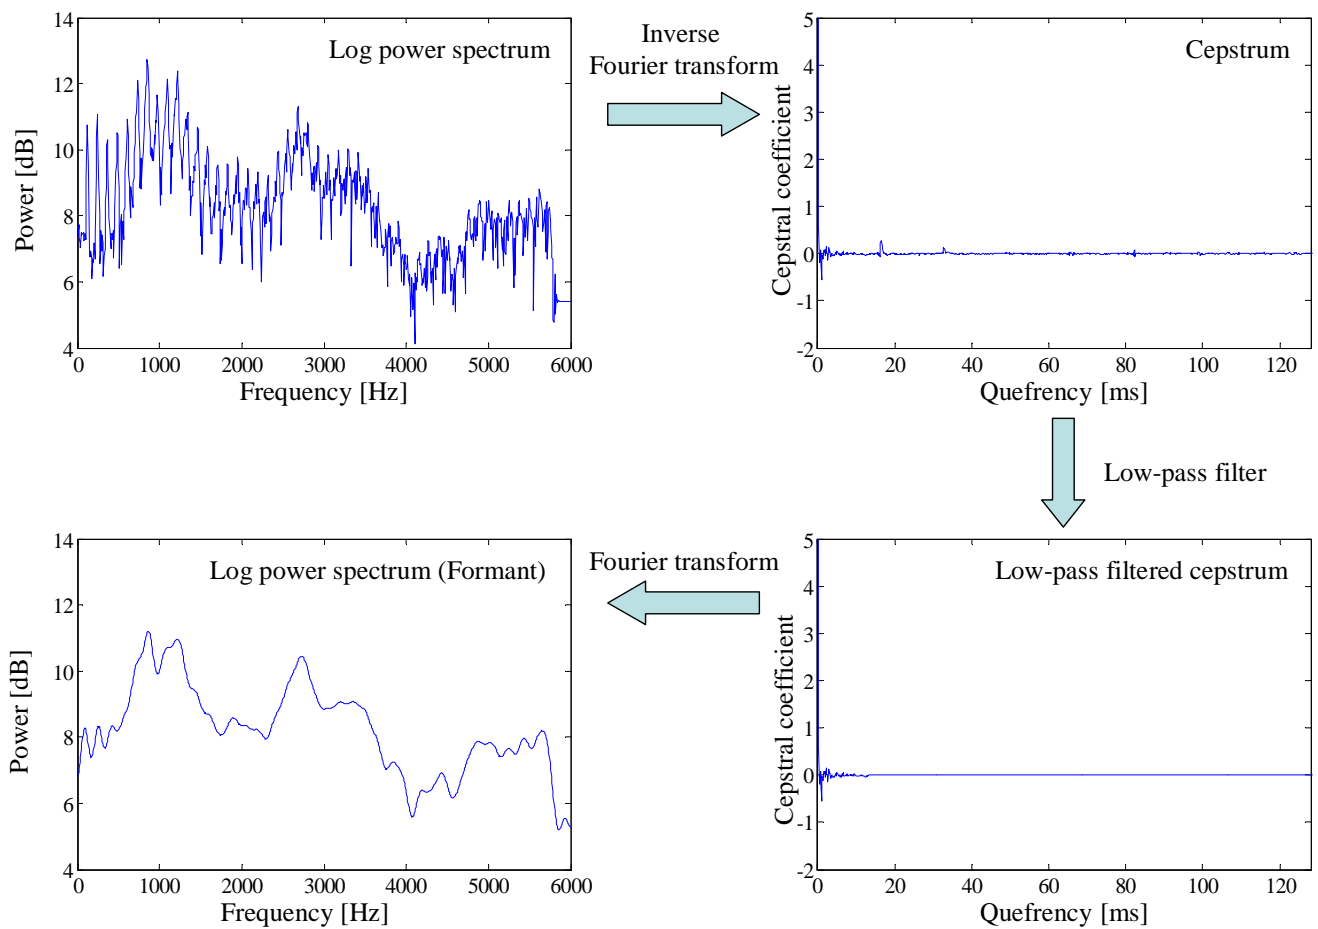 Log power spectrum
14
12
10
8
6
4
Power [dB]
0 1000 2000 3000 4000 5000 6000
Frequency [Hz]
Inverse
Fourier transform
Cepstrum
5
4
3
2
1
0
-1
-2
Cepstral coefficient
0 20 40 60 80 100 120
Quefrency [ms]
Low-pass filter
Low-pass filtered cepstrum
5
4
3
2
1
0
-1
-2
Cepstral coefficient
0 20 40 60 80 100 120
Quefrency [ms]
Fourier transform
Log power spectrum (Formant)
14
12
10
8
6
4
Power [dB]
0 1000 2000 3000 4000 5000 6000
Frequency [Hz]